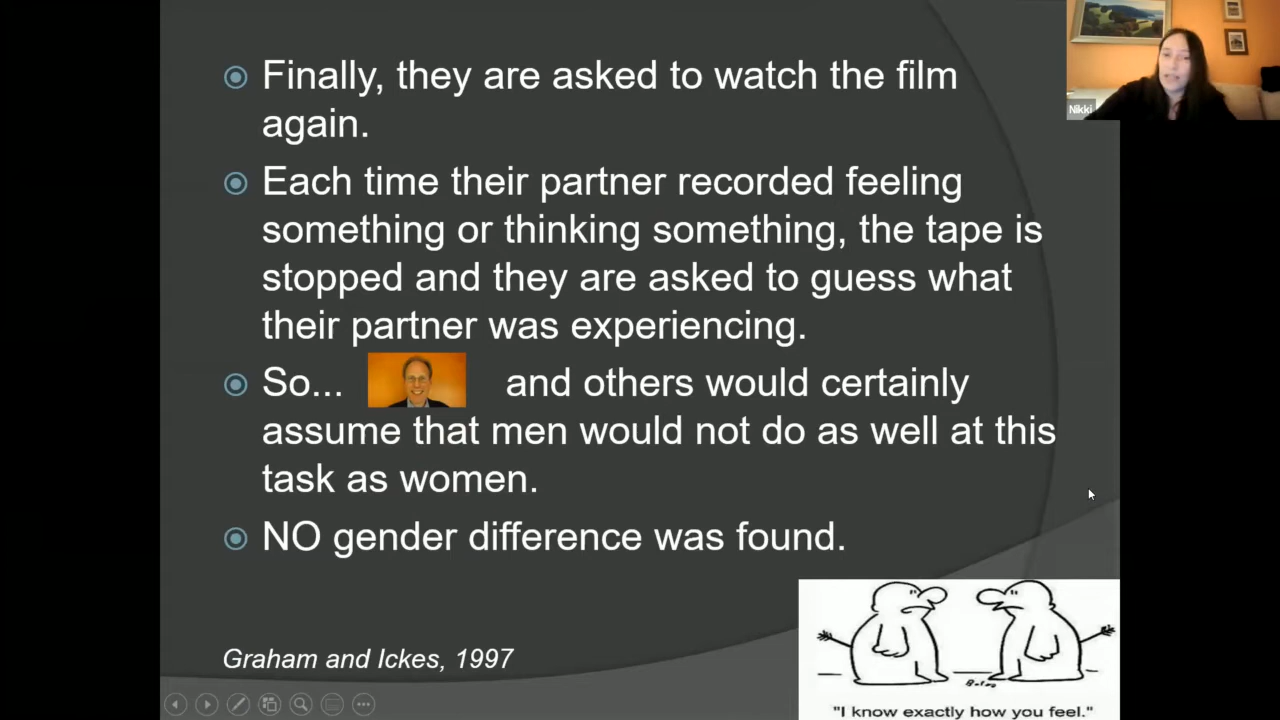 Finally, they are asked to watch the film
again.
Each time their partner recorded feeling
something or thinking something, the tape is
stopped and they are asked to guess what
their partner was experiencing.
So... and others would certainly
assume that men would not do as well at this
task as women.
NO gender difference was found.
Graham and Ickes, 1997
"I know exactly how you feel."
Nikki